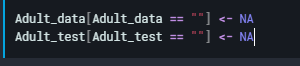 Adult_data[Adult_data == ""] <- NA
Adult_test[Adult_test == ""] <- NA